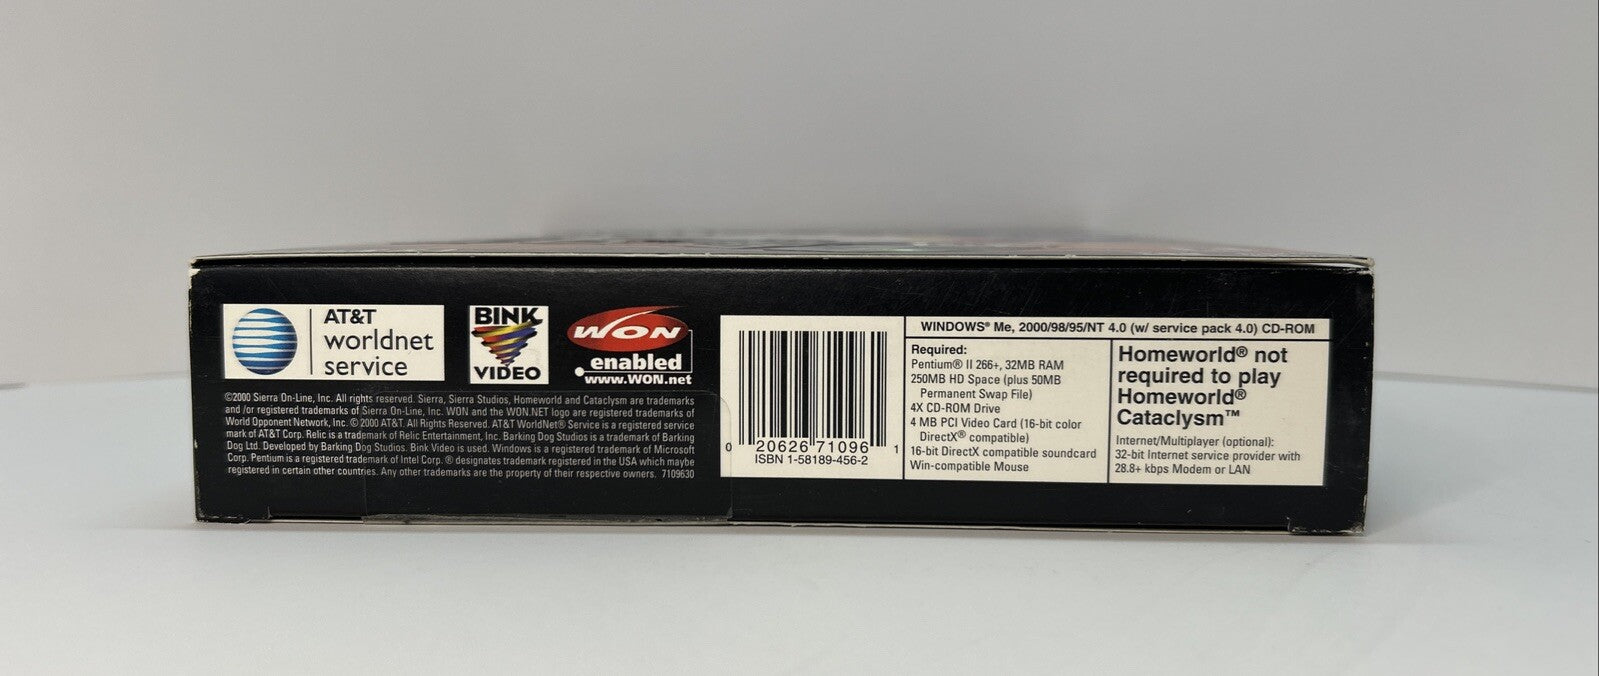 AT&T
worldnet
service
BINK
VIDEO
WON
enabled
www.WON.net
©2000 Sierra On-Line, Inc. All rights reserved. Sierra, Sierra Studios, Homeworld and Cataclysm are trademarks
and /or registered trademarks of Sierra On-Line, Inc. WON and the WON.NET logo are registered trademarks of
World Opponent Network, Inc. © 2000 AT&T. All Rights Reserved. AT&T WorldNet® Service is a registered service
mark of AT&T Corp. Relic is a trademark of Relic Entertainment, Inc. Barking Dog Studios is a trademark of Barking
Dog Ltd. Developed by Barking Dog Studios. Bink Video is used. Windows is a registered trademark of Microsoft
Corp. Pentium is a registered trademark of Intel Corp. ® designates trademark registered in the USA which maybe
registered in certain other countries. Any other trademarks are the property of their respective owners. 7109630
0 20626 71096 1
ISBN 1-58189-456-2
WINDOWS® Me, 2000/98/95/NT 4.0 (w/ service pack 4.0) CD-ROM
Required:
Pentium® II 266+, 32MB RAM
250MB HD Space (plus 50MB
Permanent Swap File)
4X CD-ROM Drive
4 MB PCI Video Card (16-bit color
DirectX® compatible)
16-bit DirectX compatible soundcard
Win-compatible Mouse
Homeworld® not
required to play
Homeworld®
Cataclysm™
Internet/Multiplayer (optional):
32-bit Internet service provider with
28.8+ kbps Modem or LAN